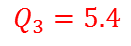 Q₃ = 5.4